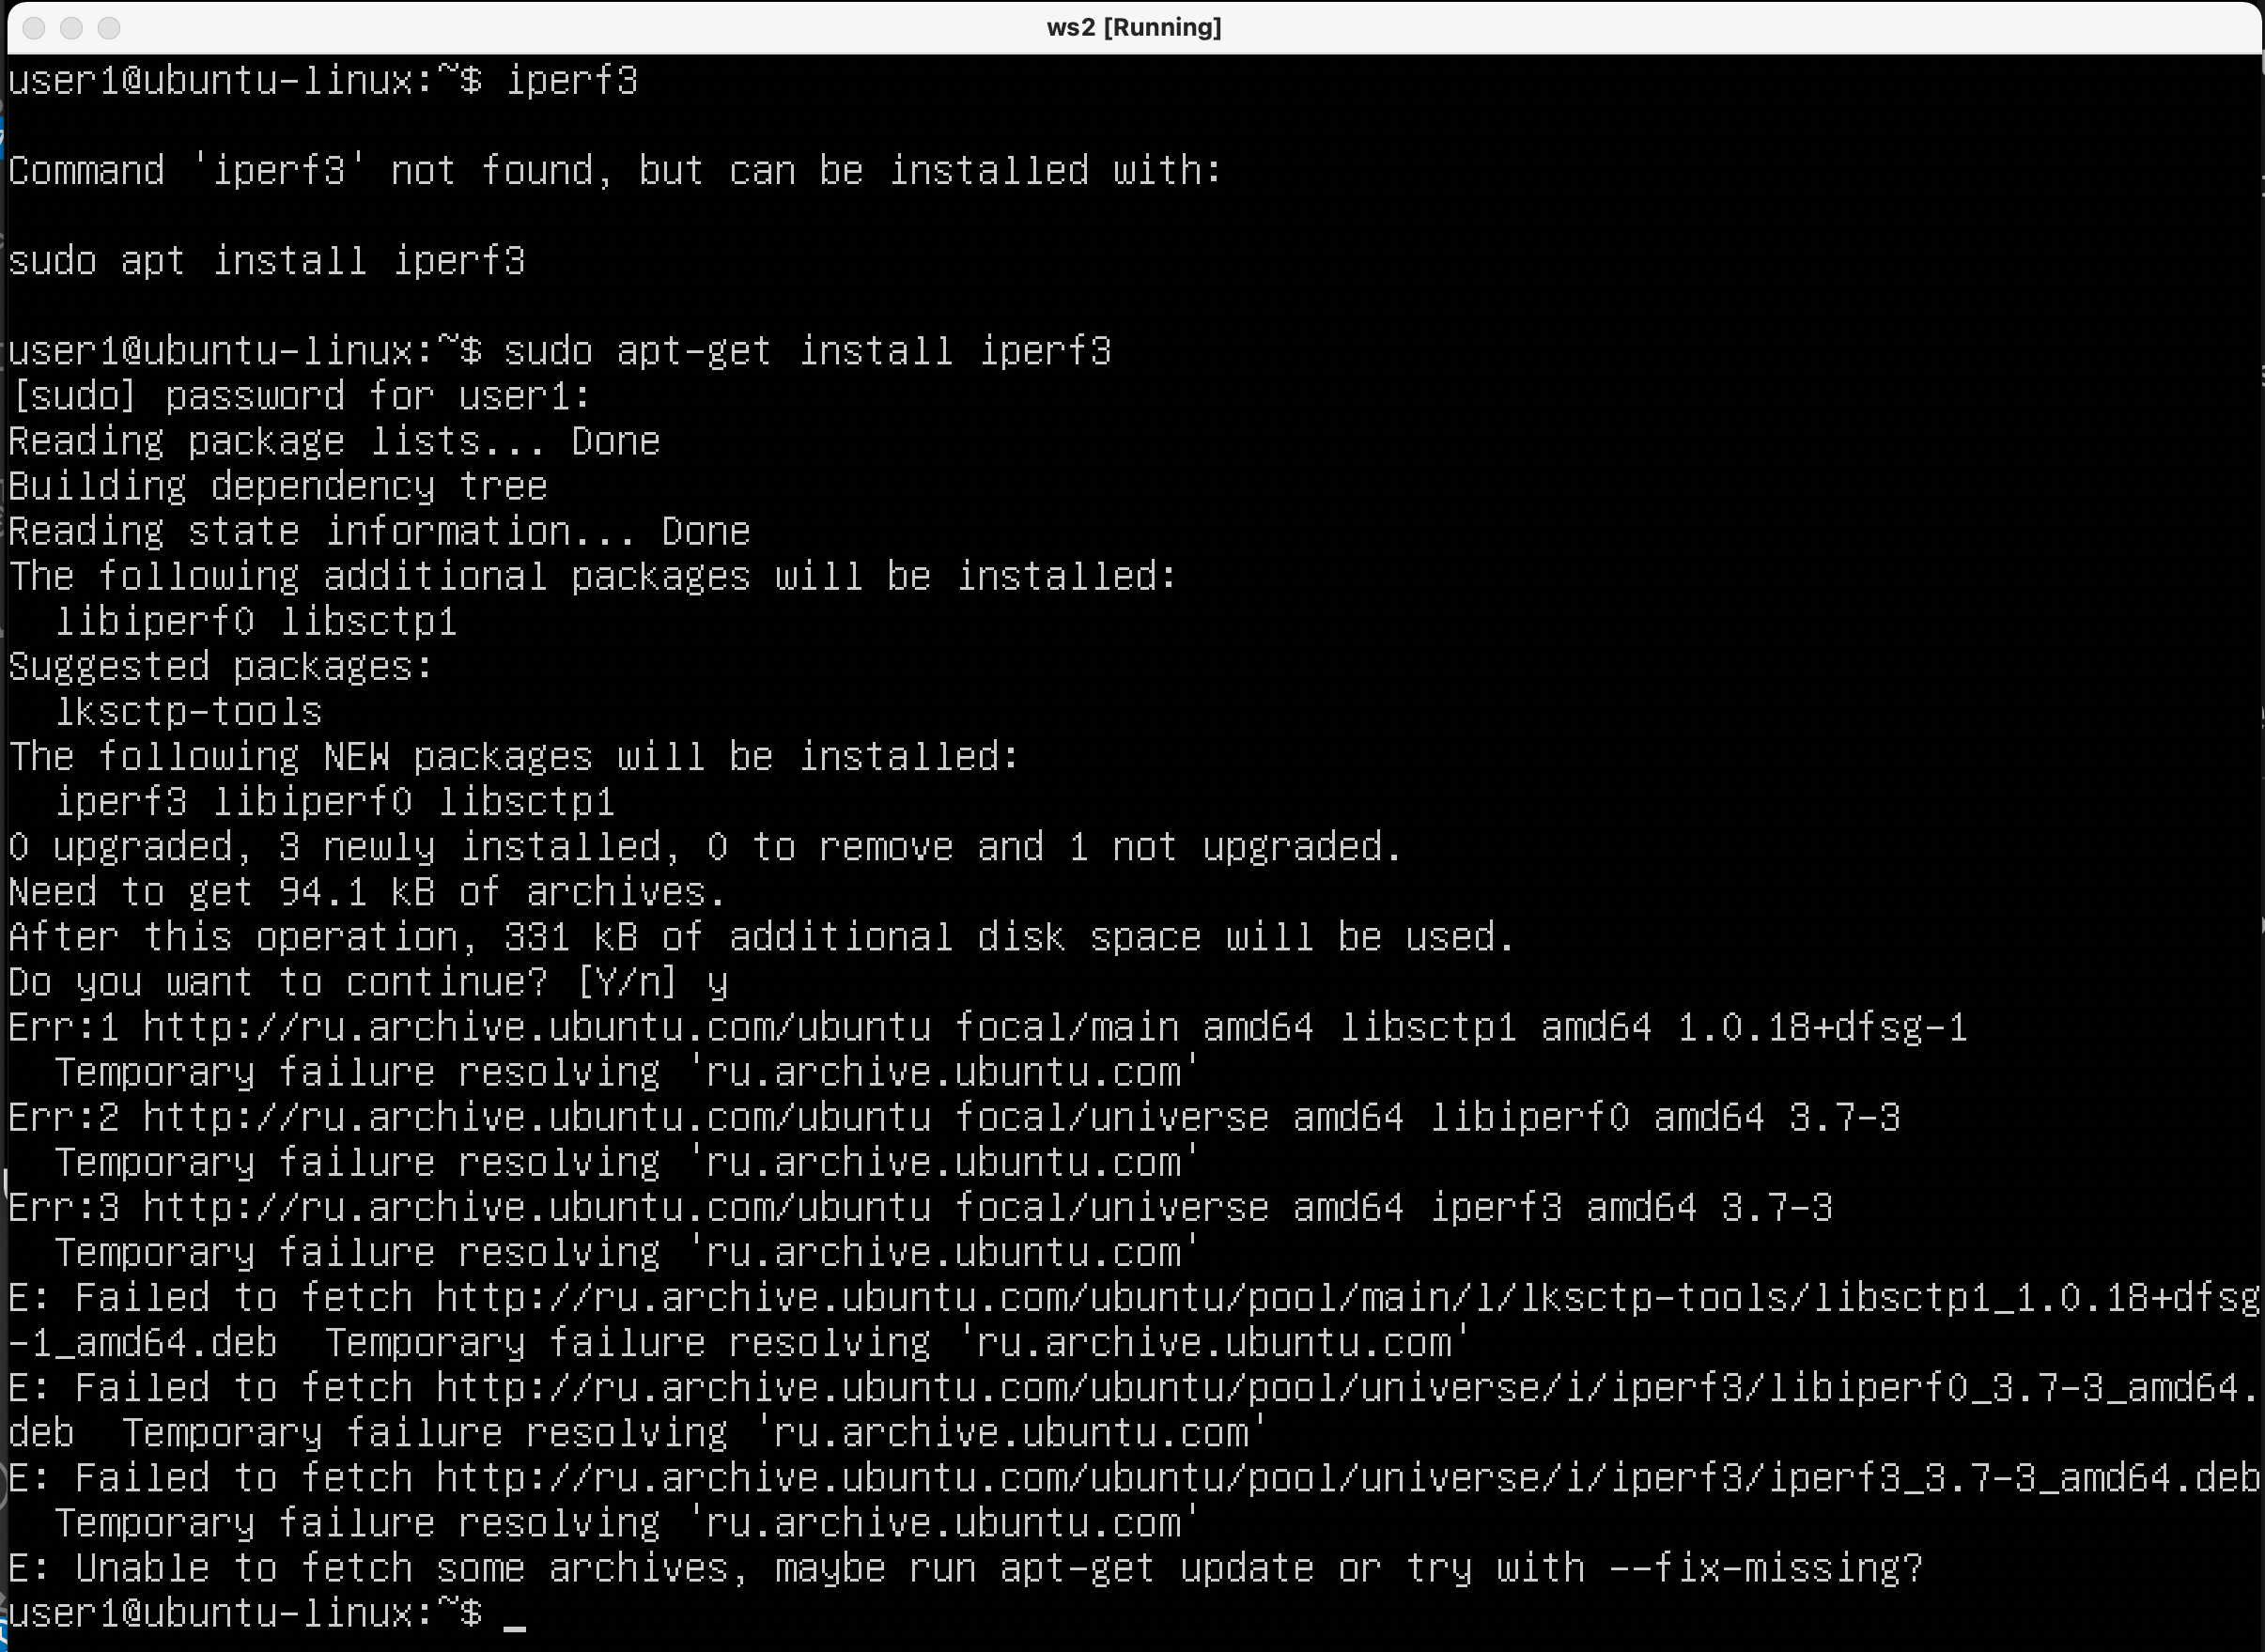 ws2 [Running]
user1@ubuntu-linux:~$ iperf3
Command 'iperf3' not found, but can be installed with:
sudo apt install iperf3
user1@ubuntu-linux:~$ sudo apt-get install iperf3
[sudo] password for user1:
Reading package lists... Done
Building dependency tree
Reading state information... Done
The following additional packages will be installed:
  libiperf0 libsctp1
Suggested packages:
  lksctp-tools
The following NEW packages will be installed:
  iperf3 libiperf0 libsctp1
0 upgraded, 3 newly installed, 0 to remove and 1 not upgraded.
Need to get 94.1 kB of archives.
After this operation, 331 kB of additional disk space will be used.
Do you want to continue? [Y/n] y
Err:1 http://ru.archive.ubuntu.com/ubuntu focal/main amd64 libsctp1 amd64 1.0.18+dfsg-1
  Temporary failure resolving 'ru.archive.ubuntu.com'
Err:2 http://ru.archive.ubuntu.com/ubuntu focal/universe amd64 libiperf0 amd64 3.7-3
  Temporary failure resolving 'ru.archive.ubuntu.com'
Err:3 http://ru.archive.ubuntu.com/ubuntu focal/universe amd64 iperf3 amd64 3.7-3
  Temporary failure resolving 'ru.archive.ubuntu.com'
E: Failed to fetch http://ru.archive.ubuntu.com/ubuntu/pool/main/l/lksctp-tools/libsctp1_1.0.18+dfsg
-1_amd64.deb  Temporary failure resolving 'ru.archive.ubuntu.com'
E: Failed to fetch http://ru.archive.ubuntu.com/ubuntu/pool/universe/i/iperf3/libiperf0_3.7-3_amd64.
deb  Temporary failure resolving 'ru.archive.ubuntu.com'
E: Failed to fetch http://ru.archive.ubuntu.com/ubuntu/pool/universe/i/iperf3/iperf3_3.7-3_amd64.deb
  Temporary failure resolving 'ru.archive.ubuntu.com'
E: Unable to fetch some archives, maybe run apt-get update or try with --fix-missing?
user1@ubuntu-linux:~$ _